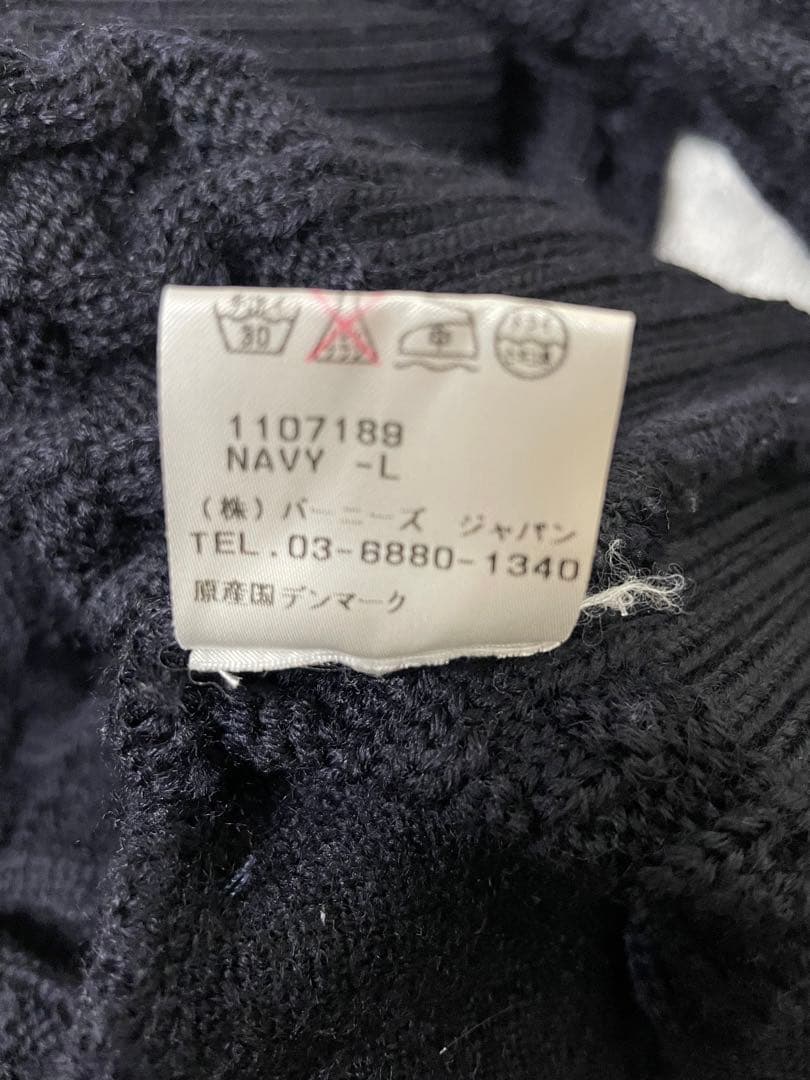 30
中
1107189
NAVY -L
(株)バーニーズ ジャパン
TEL.03-6880-1340
原産国デンマーク